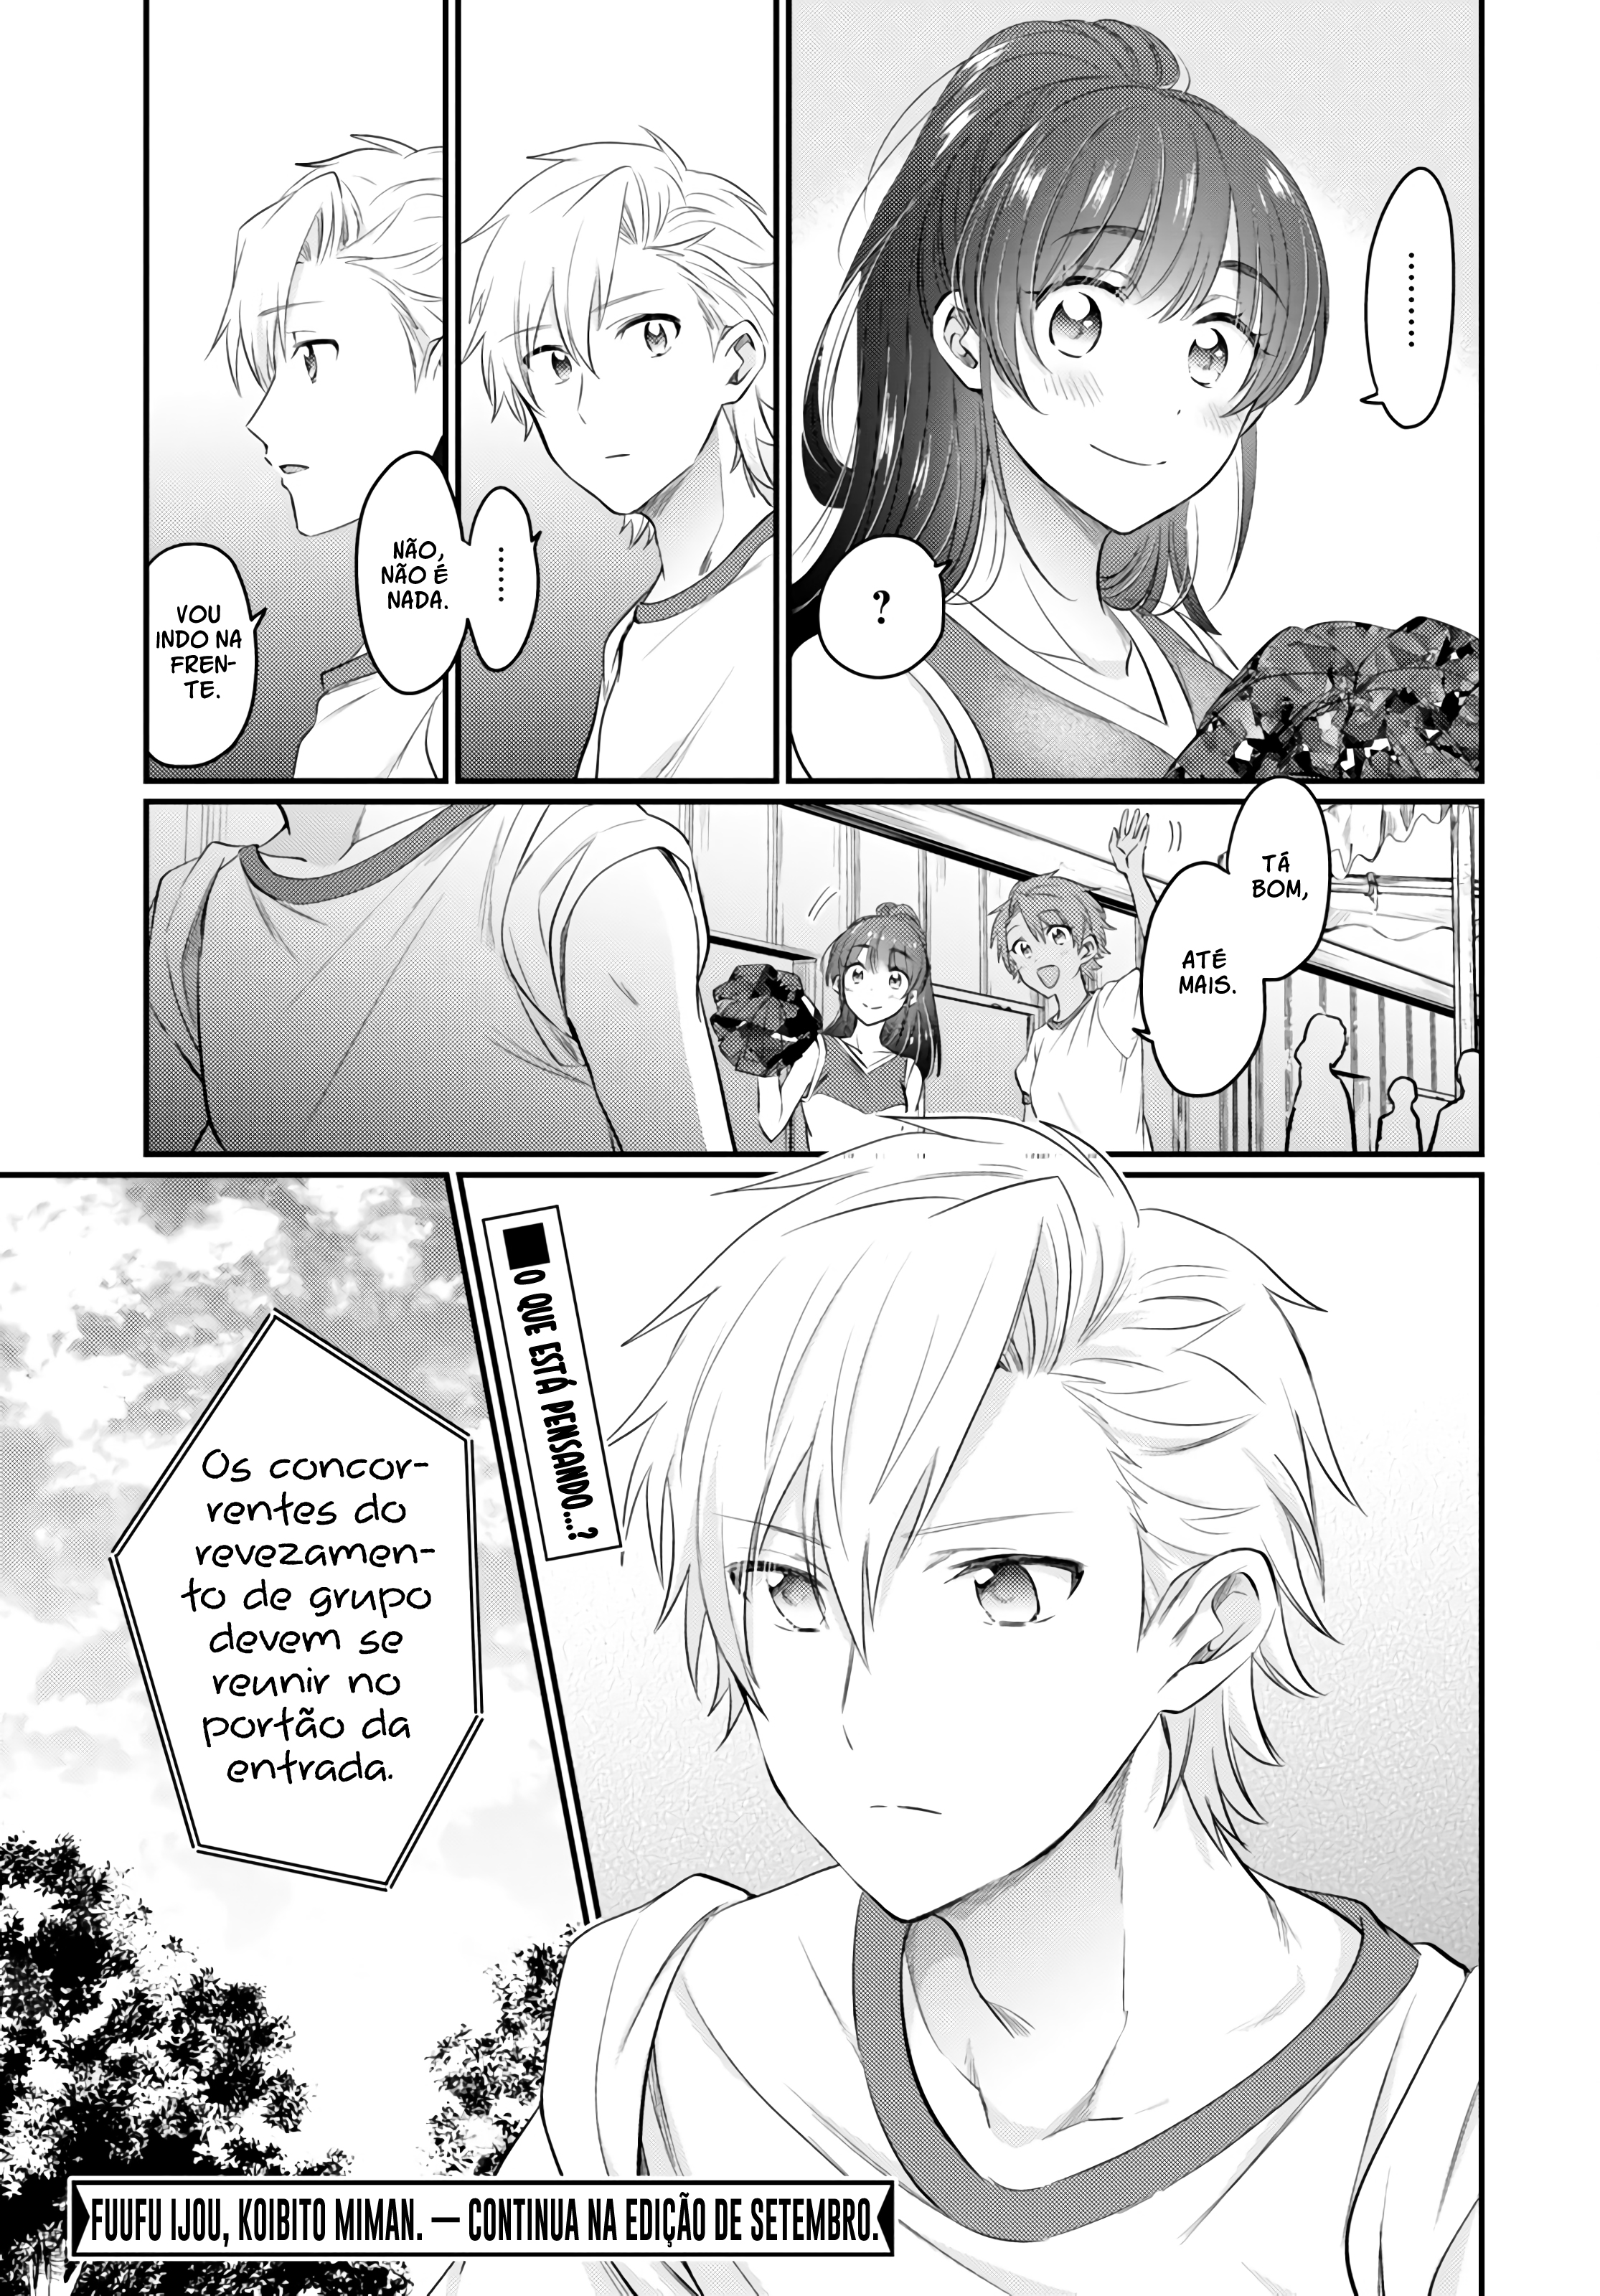 ………
?
……
NÃO,
NÃO É
NADA.
VOU
INDO NA
FREN-
TE.
TÁ
BOM,
ATÉ
MAIS.
■O QUE ESTÁ PENSANDO...?
Os concor-
rentes do
revezamen-
to de grupo
devem se
reunir no
portão da
entrada.
FUUFU IJOU, KOIBITO MIMAN. — CONTINUA NA EDIÇÃO DE SETEMBRO.